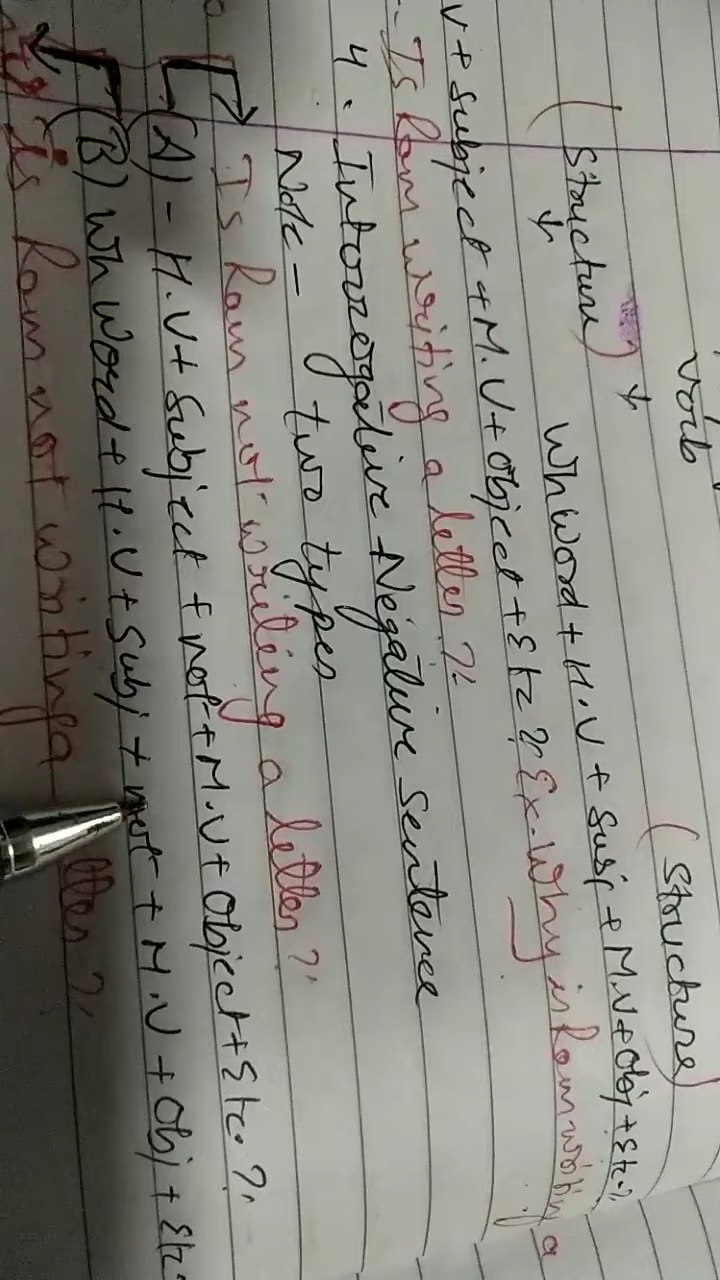 Verb
(Structure) (Structure)
Wh word + H.V + Subj + M.V + Obj + Etc.?
V + Subject + M.V + Object + Etc? Ex. Why is Ram writing a
Is Ram writing a letter?
4. Interrogative Negative Sentence
Note - two types
Is Ram not writing a letter?
(A) - H.V + Subject + not + M.V + Object + Etc.?
(B) Wh Word + H.V + Subj + not + M.V + Obj + Etc.
Is Ram not writing a letter?